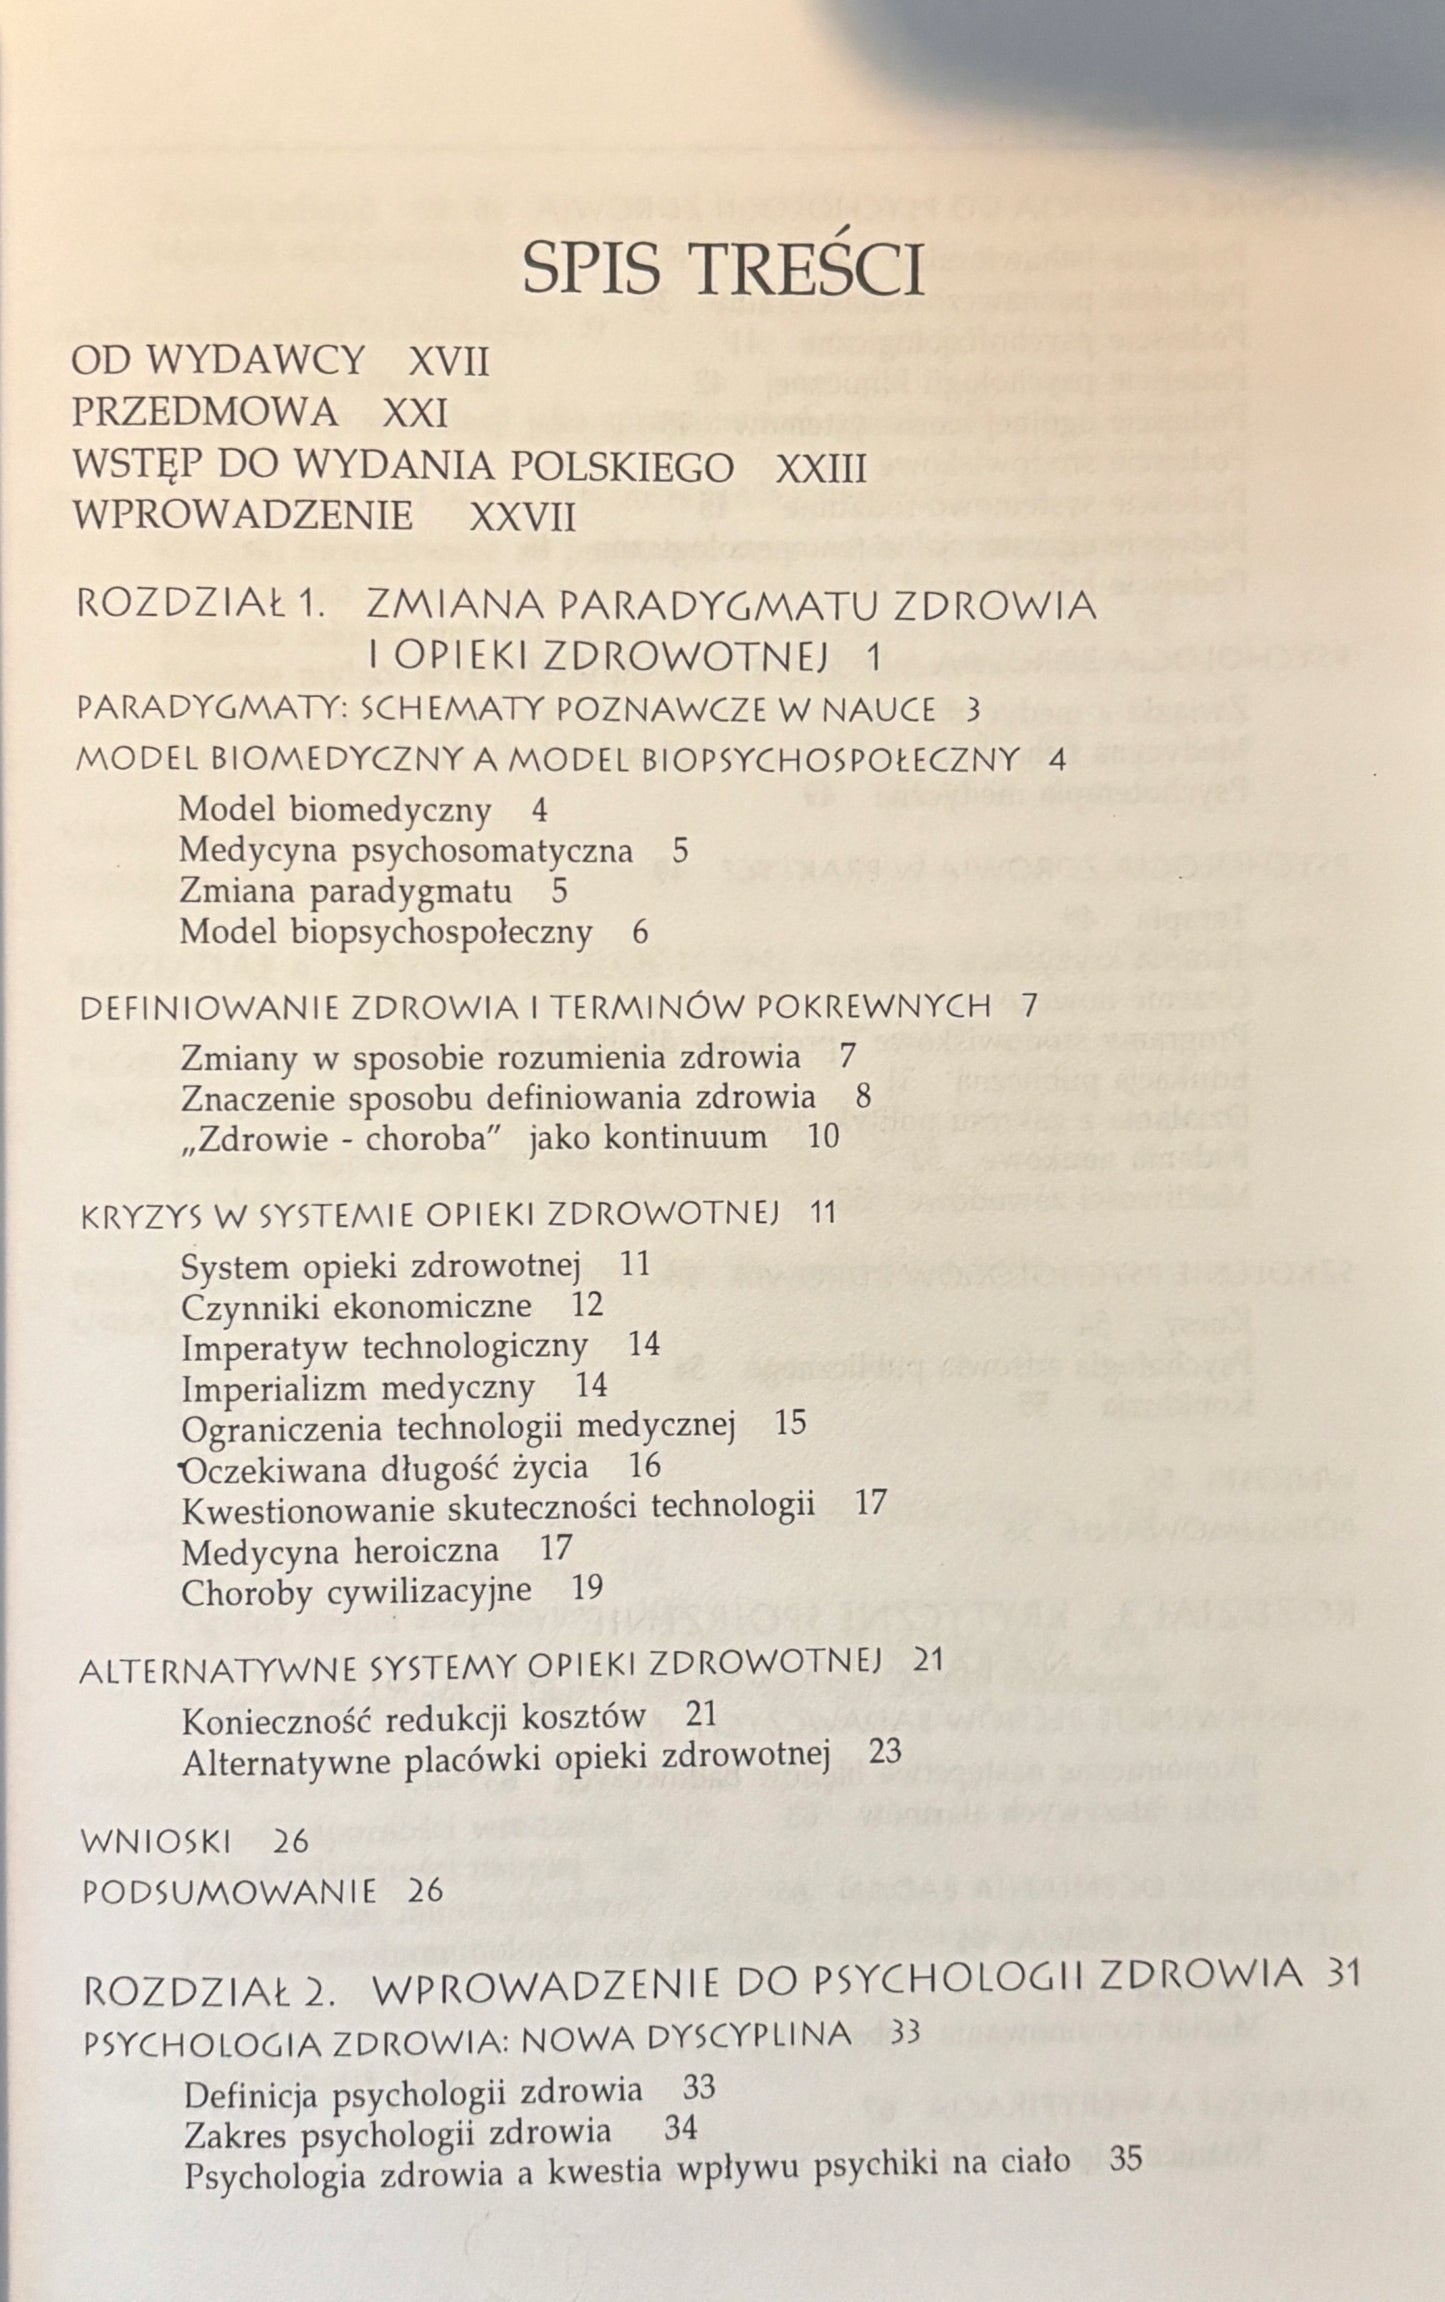 SPIS TREŚCI
OD WYDAWCY XVII
PRZEDMOWA XXI
WSTĘP DO WYDANIA POLSKIEGO XXIII
WPROWADZENIE XXVII
ROZDZIAŁ 1. ZMIANA PARADYGMATU ZDROWIA
I OPIEKI ZDROWOTNEJ 1
PARADYGMATY: SCHEMATY POZNAWCZE W NAUCE 3
MODEL BIOMEDYCZNY A MODEL BIOPSYCHOSPOŁECZNY 4
Model biomedyczny 4
Medycyna psychosomatyczna 5
Zmiana paradygmatu 5
Model biopsychospołeczny 6
DEFINIOWANIE ZDROWIA I TERMINÓW POKREWNYCH 7
Zmiany w sposobie rozumienia zdrowia 7
Znaczenie sposobu definiowania zdrowia 8
„Zdrowie - choroba” jako kontinuum 10
KRYZYS W SYSTEMIE OPIEKI ZDROWOTNEJ 11
System opieki zdrowotnej 11
Czynniki ekonomiczne 12
Imperatyw technologiczny 14
Imperializm medyczny 14
Ograniczenia technologii medycznej 15
Oczekiwana długość życia 16
Kwestionowanie skuteczności technologii 17
Medycyna heroiczna 17
Choroby cywilizacyjne 19
ALTERNATYWNE SYSTEMY OPIEKI ZDROWOTNEJ 21
Konieczność redukcji kosztów 21
Alternatywne placówki opieki zdrowotnej 23
WNIOSKI 26
PODSUMOWANIE 26
ROZDZIAŁ 2. WPROWADZENIE DO PSYCHOLOGII ZDROWIA 31
PSYCHOLOGIA ZDROWIA: NOWA DYSCYPLINA 33
Definicja psychologii zdrowia 33
Zakres psychologii zdrowia 34
Psychologia zdrowia a kwestia wpływu psychiki na ciało 35